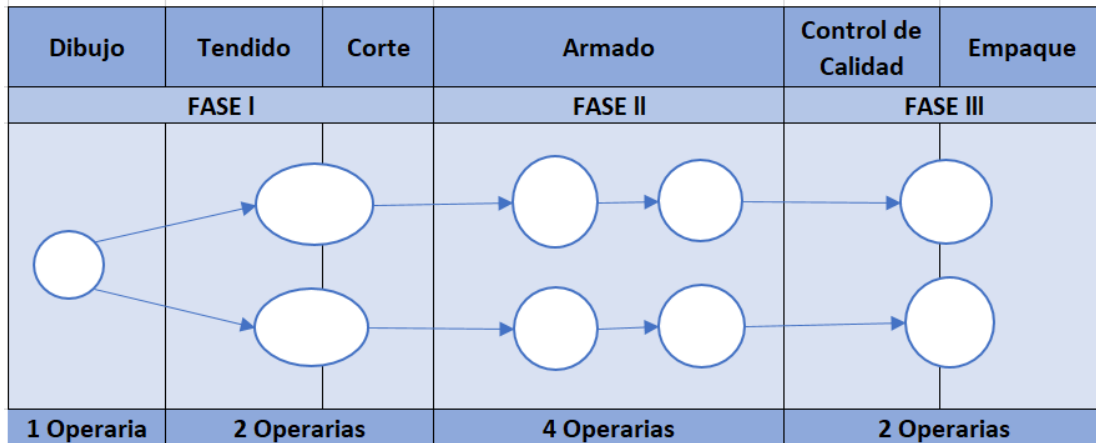 Dibujo Tendido Corte Armado Control de Calidad Empaque
FASE I FASE II FASE III
1 Operaria 2 Operarias 4 Operarias 2 Operarias